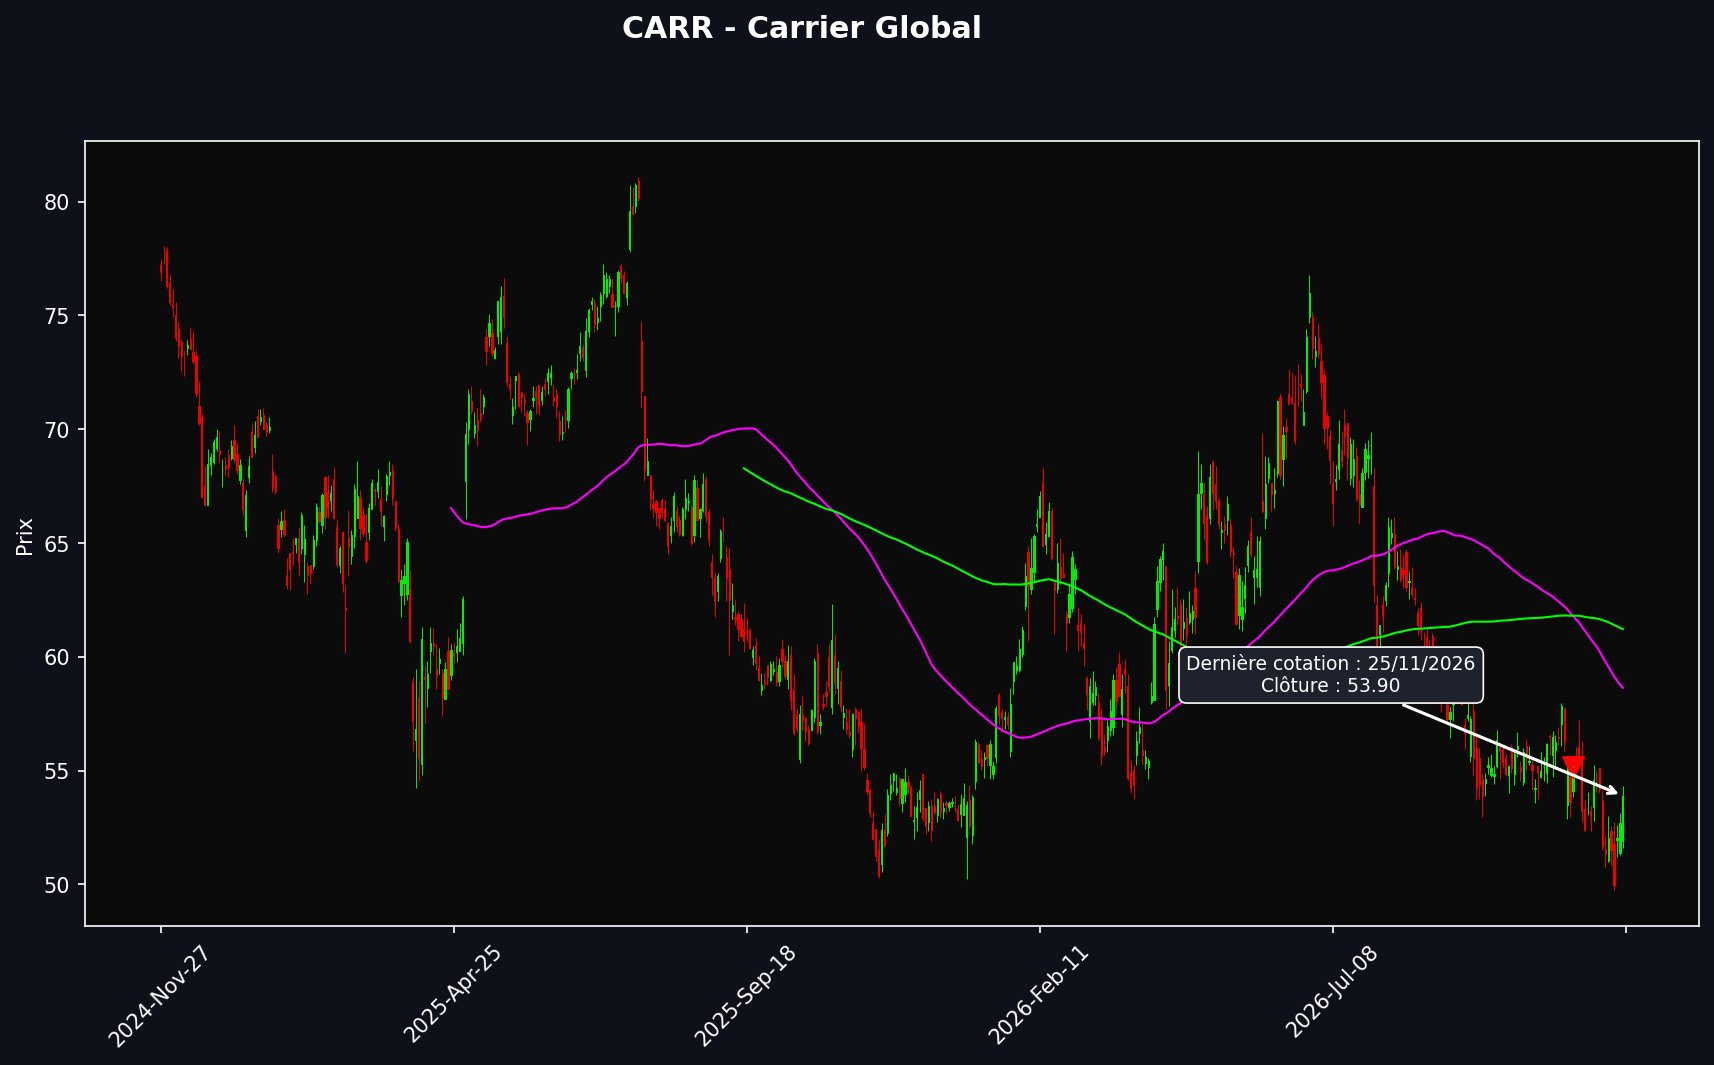 CARR - Carrier Global
Prix
80
75
70
65
60
55
50
Dernière cotation : 25/11/2026
Clôture : 53.90
2024-Nov-27
2025-Apr-25
2025-Sep-18
2026-Feb-11
2026-Jul-08